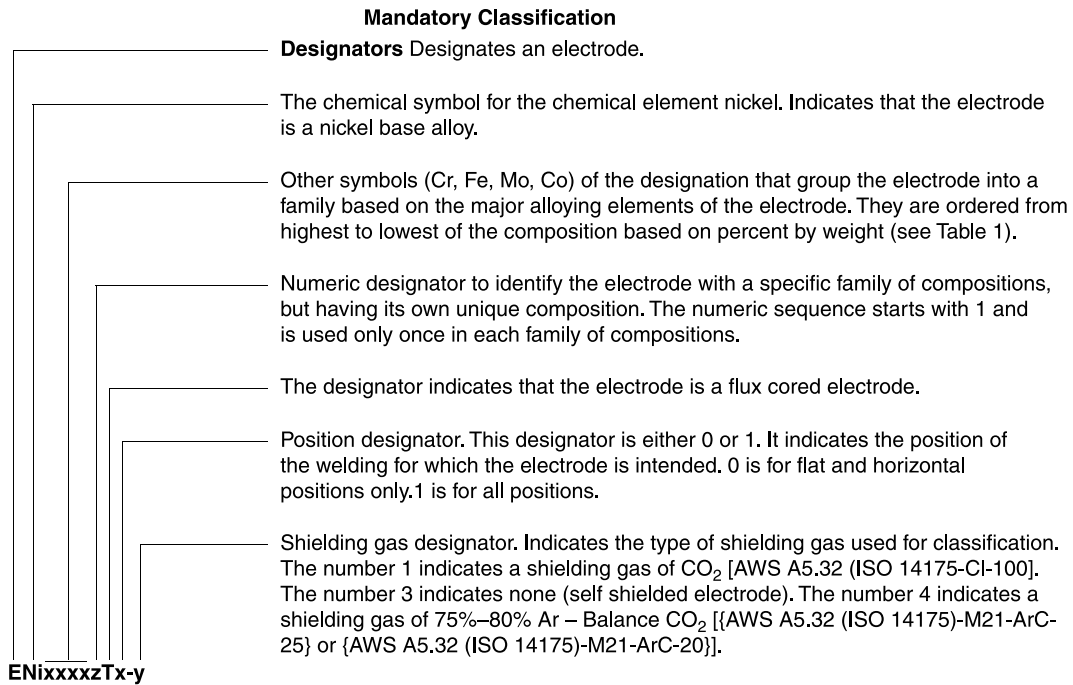 Mandatory Classification
Designators Designates an electrode.
The chemical symbol for the chemical element nickel. Indicates that the electrode
is a nickel base alloy.
Other symbols (Cr, Fe, Mo, Co) of the designation that group the electrode into a
family based on the major alloying elements of the electrode. They are ordered from
highest to lowest of the composition based on percent by weight (see Table 1).
Numeric designator to identify the electrode with a specific family of compositions,
but having its own unique composition. The numeric sequence starts with 1 and
is used only once in each family of compositions.
The designator indicates that the electrode is a flux cored electrode.
Position designator. This designator is either 0 or 1. It indicates the position of
the welding for which the electrode is intended. 0 is for flat and horizontal
positions only.1 is for all positions.
Shielding gas designator. Indicates the type of shielding gas used for classification.
The number 1 indicates a shielding gas of CO₂ [AWS A5.32 (ISO 14175-Cl-100].
The number 3 indicates none (self shielded electrode). The number 4 indicates a
shielding gas of 75%–80% Ar – Balance CO₂ [{AWS A5.32 (ISO 14175)-M21-ArC-
25} or {AWS A5.32 (ISO 14175)-M21-ArC-20}].
ENixxxxzTx-y